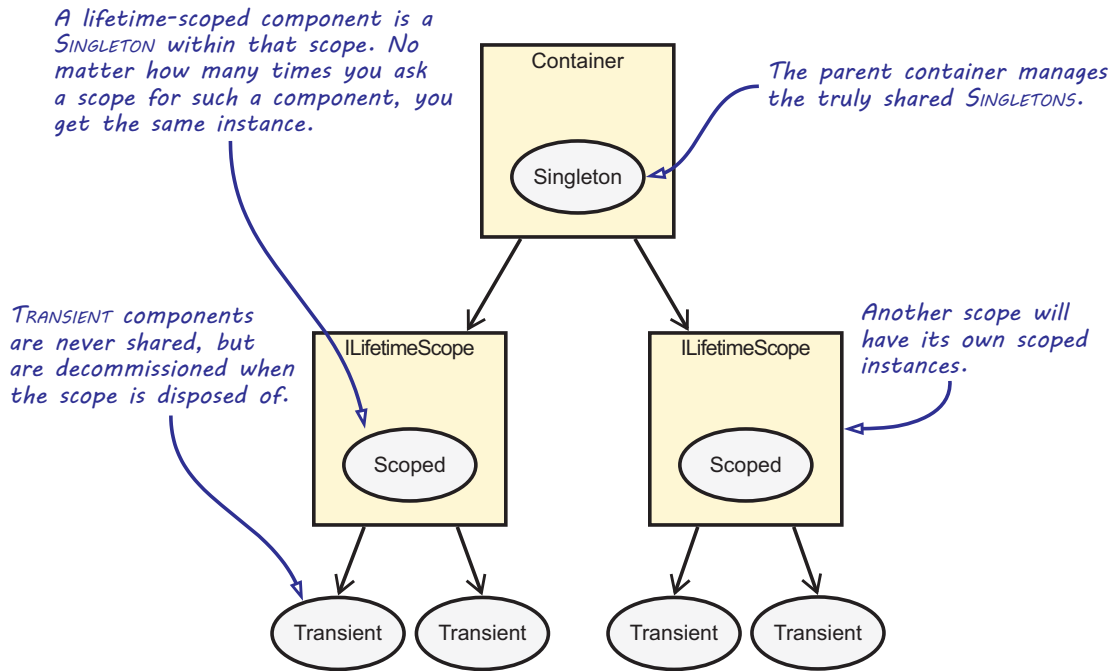 A lifetime-scoped component is a
SINGLETON within that scope. No
matter how many times you ask
a scope for such a component, you
get the same instance.
Container
Singleton
The parent container manages
the truly shared SINGLETONS.
TRANSIENT components
are never shared, but
are decommissioned when
the scope is disposed of.
ILifetimeScope
Scoped
ILifetimeScope
Scoped
Another scope will
have its own scoped
instances.
Transient
Transient
Transient
Transient